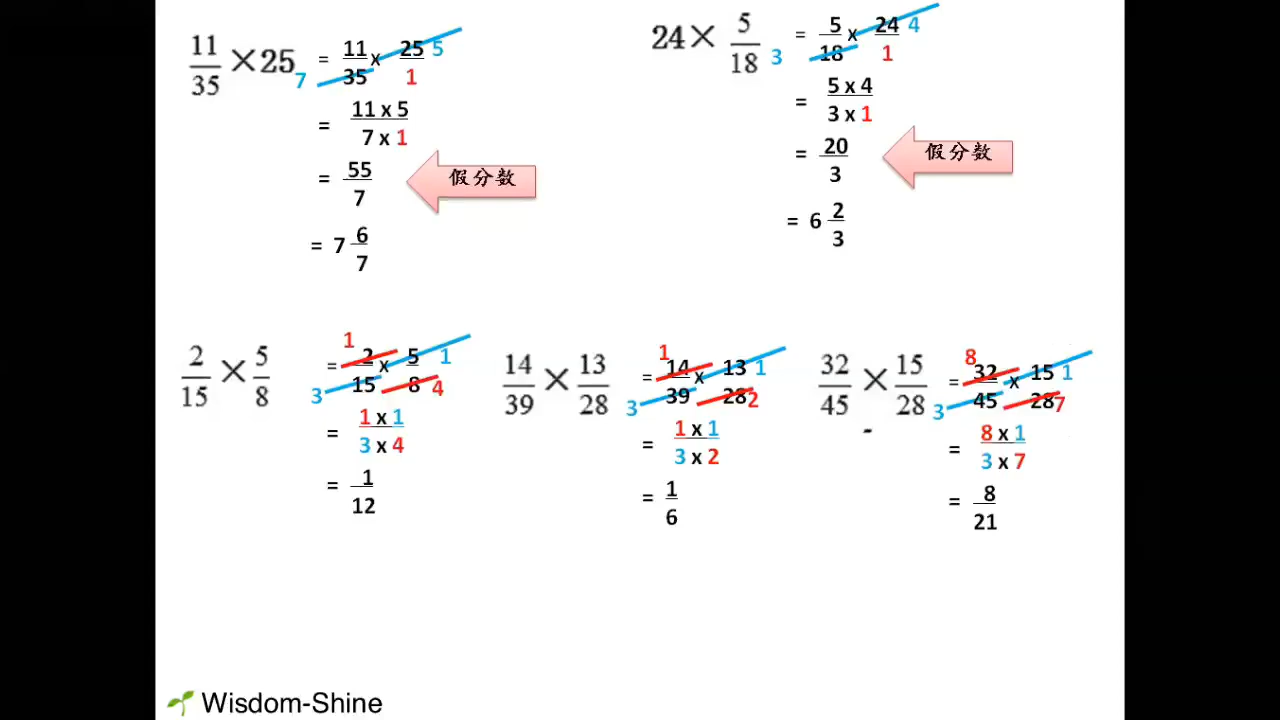 11/35 × 25 = 11/35 x 25/1 7 5
= 11 x 5 / 7 x 1
= 55/7 假分数
= 7 6/7
24 × 5/18 = 5/18 x 24/1 3 4
= 5 x 4 / 3 x 1
= 20/3 假分数
= 6 2/3
2/15 × 5/8 = 2/15 x 5/8 1 1 3 4
= 1 x 1 / 3 x 4
= 1/12
14/39 × 13/28 = 14/39 x 13/28 1 1 3 2
= 1 x 1 / 3 x 2
= 1/6
32/45 × 15/28 = 32/45 x 15/28 8 1 3 7
= 8 x 1 / 3 x 7
= 8/21
Wisdom-Shine